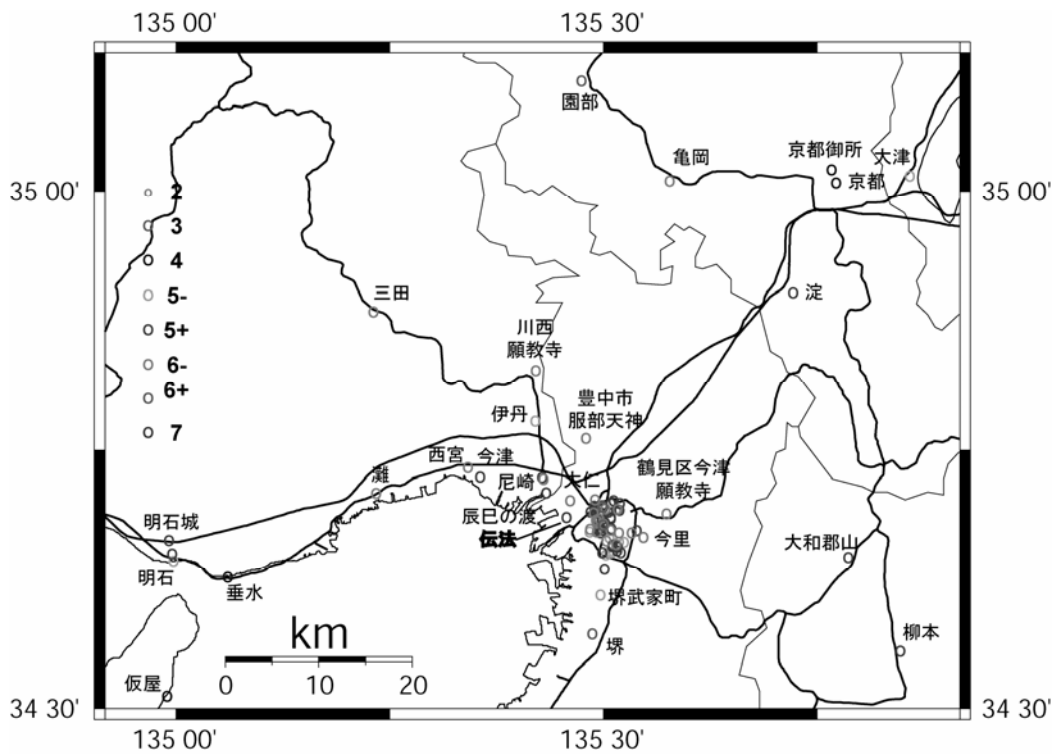 135 00'
135 30'
園部
亀岡
京都御所
大津
京都
35 00'
35 00'
2
3
4
5-
5+
6-
6+
7
三田
淀
川西
願教寺
伊丹
豊中市
服部天神
西宮
今津
灘
尼崎
大仁
鶴見区今津
願教寺
辰巳の渡
伝法
今里
明石城
明石
垂水
大和郡山
堺武家町
堺
柳本
仮屋
km
0
10
20
34 30'
34 30'
135 00'
135 30'